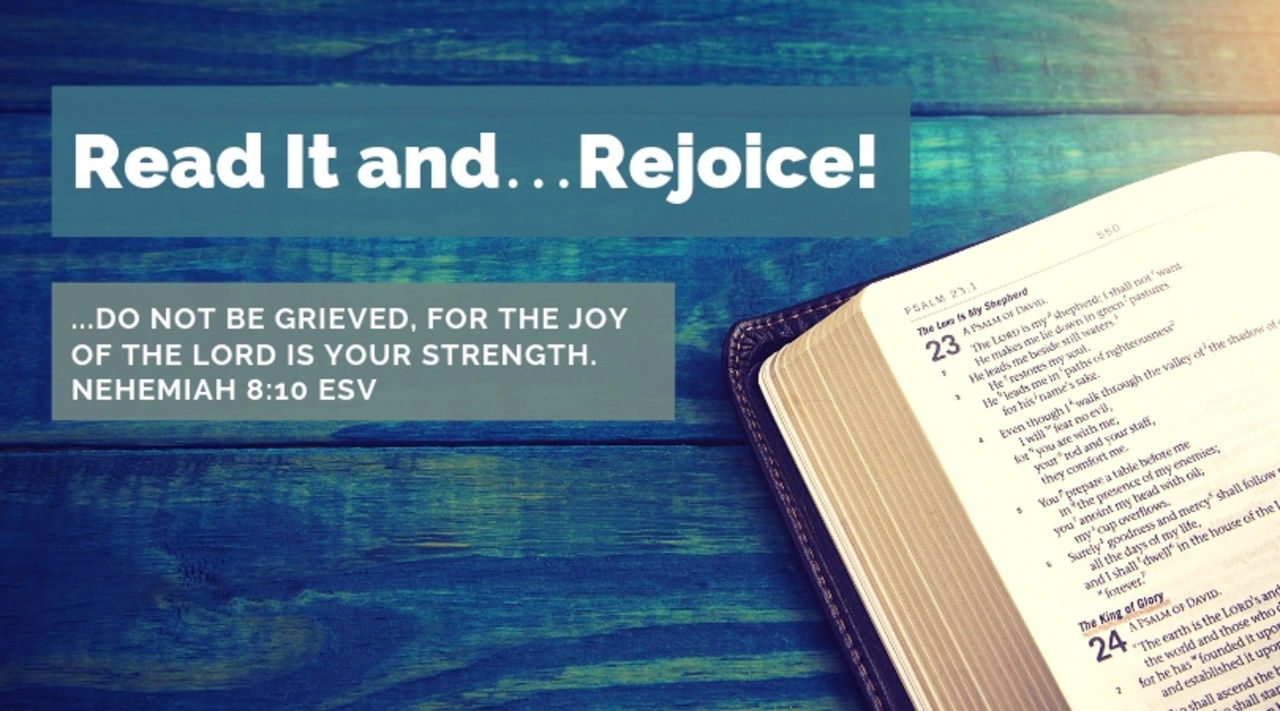 Read It and...Rejoice!
...DO NOT BE GRIEVED, FOR THE JOY
OF THE LORD IS YOUR STRENGTH.
NEHEMIAH 8:10 ESV
550
PSALM 23:1
The LORD Is My Shepherd
23 A PSALM OF DAVID.
The LORD is my shepherd; I shall not want.
He makes me lie down in green pastures.
He leads me beside still waters.
He restores my soul.
He leads me in paths of righteousness
for his name's sake.
4 Even though I walk through the valley of the shadow of
I will fear no evil,
for you are with me;
your rod and your staff,
they comfort me.
5 You prepare a table before me
in the presence of my enemies;
you anoint my head with oil;
my cup overflows.
6 Surely goodness and mercy shall follow
all the days of my life,
and I shall dwell in the house of the
forever.
The King of Glory
24 A PSALM OF DAVID.
The earth is the LORD's and
the world and those who
for he has founded it upon
2 and established it upon
shall ascend the
shall